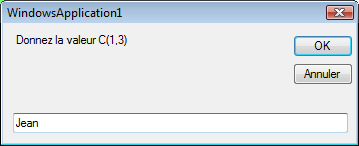 WindowsApplication1
Donnez la valeur C(1,3)
OK
Annuler
Jean